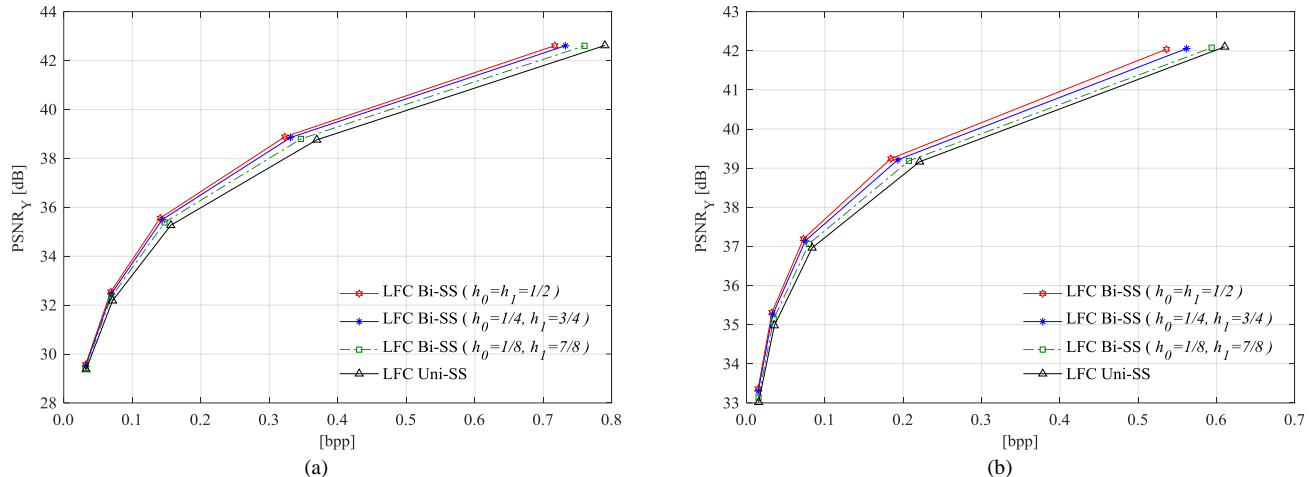 44
42
40
38
36
34
32
30
28
PSNR_Y [dB]
LFC Bi-SS ( h_0=h_1=1/2 )
LFC Bi-SS ( h_0=1/4, h_1=3/4 )
LFC Bi-SS ( h_0=1/8, h_1=7/8 )
LFC Uni-SS
0.0 0.1 0.2 0.3 0.4 0.5 0.6 0.7 0.8
[bpp]
(a)
43
42
41
40
39
38
37
36
35
34
33
PSNR_Y [dB]
LFC Bi-SS ( h_0=h_1=1/2 )
LFC Bi-SS ( h_0=1/4, h_1=3/4 )
LFC Bi-SS ( h_0=1/8, h_1=7/8 )
LFC Uni-SS
0.0 0.1 0.2 0.3 0.4 0.5 0.6 0.7
[bpp]
(b)